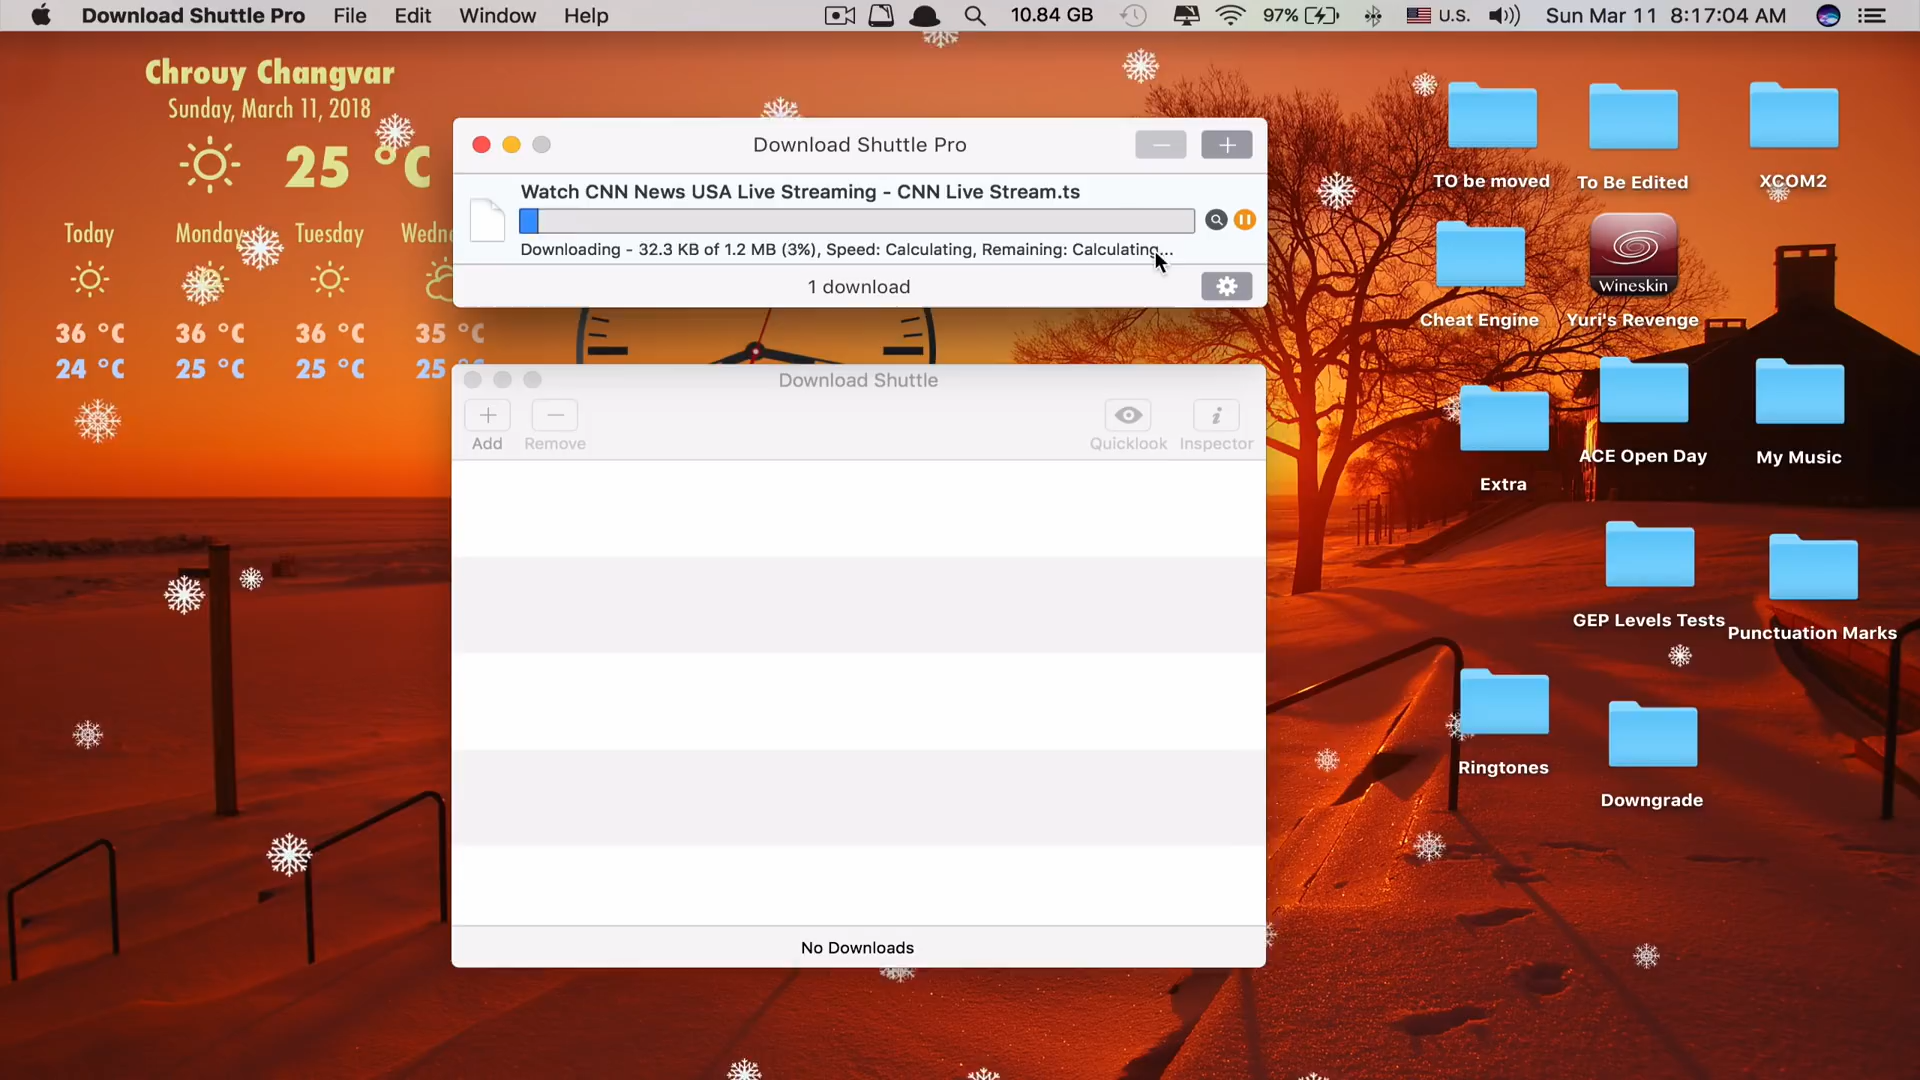 Download Shuttle Pro File Edit Window Help 10.84 GB 97% U.S. Sun Mar 11 8:17:04 AM
Chrouy Changvar
Sunday, March 11, 2018
25 °C
Today Monday Tuesday
36 °C 36 °C 36 °C 35 °C
24 °C 25 °C 25 °C 25
Download Shuttle Pro
Watch CNN News USA Live Streaming - CNN Live Stream.ts
Downloading - 32.3 KB of 1.2 MB (3%), Speed: Calculating, Remaining: Calculating...
1 download
Download Shuttle
Add Remove Quicklook Inspector
No Downloads
TO be moved To Be Edited XCOM2
Wineskin
Cheat Engine Yuri's Revenge
Extra ACE Open Day My Music
GEP Levels Tests Punctuation Marks
Ringtones
Downgrade